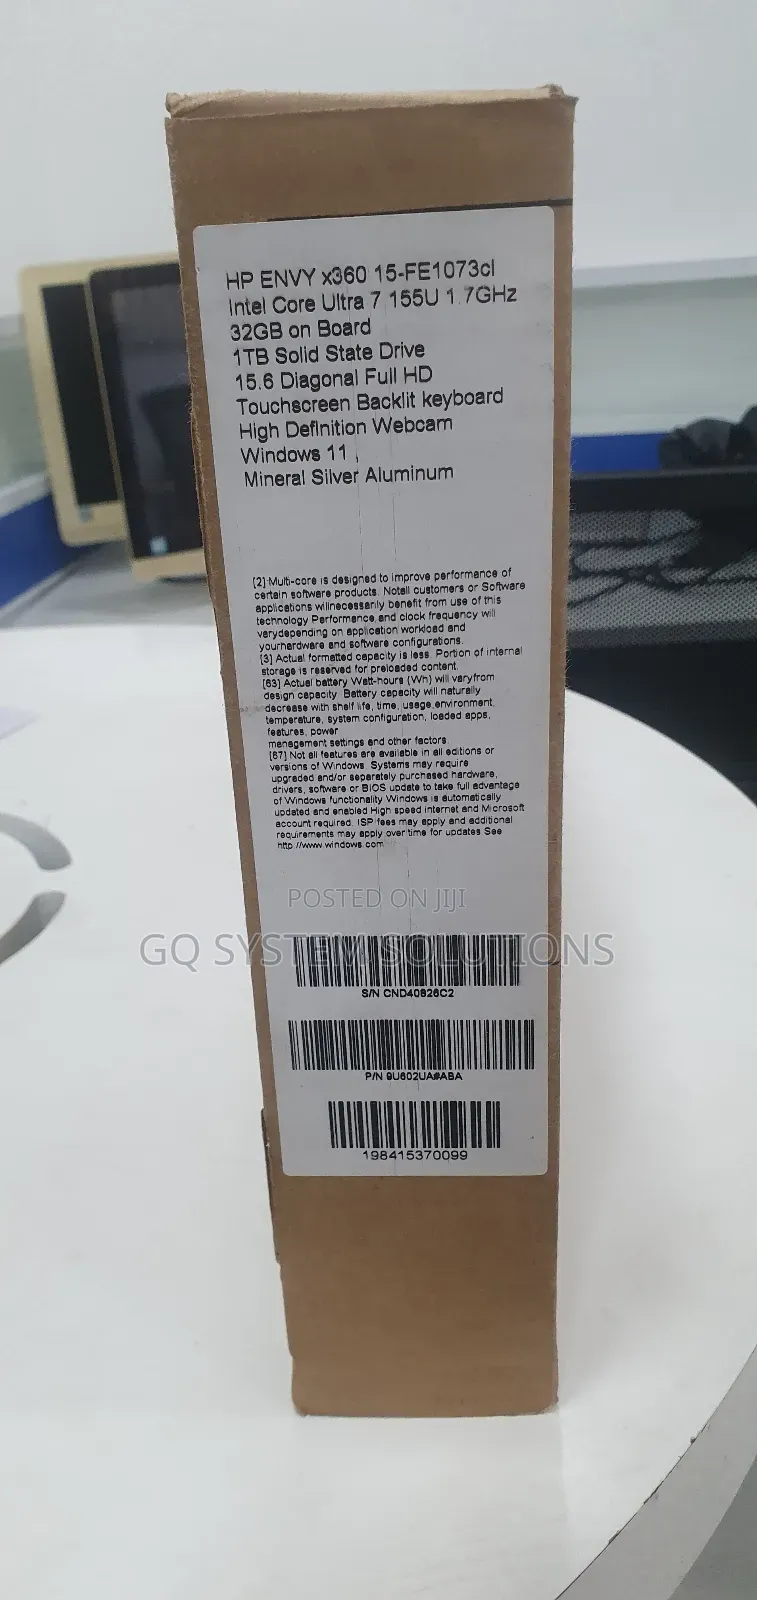 HP ENVY x360 15-FE1073cl
Intel Core Ultra 7 155U 1.7GHz
32GB on Board
1TB Solid State Drive
15.6 Diagonal Full HD
Touchscreen Backlit keyboard
High Definition Webcam
Windows 11 ,
Mineral Silver Aluminum
[2] Multi-core is designed to improve performance of
certain software products. Notall customers or Software
applications willnecessarily benefit from use of this
technology Performance and clock frequency will
varydepending on application workload and
yourhardware and software configurations.
[3] Actual formatted capacity is less. Portion of internal
storage is reserved for preloaded content.
[63] Actual battery Watt-hours (Wh) will varyfrom
design capacity. Battery capacity will naturally
decrease with shelf life, time, usage,environment,
temperature, system configuration, loaded apps,
features, power
management settings and other factors
[67] Not all features are available in all editions or
versions of Windows. Systems may require
upgraded and/or separately purchased hardware,
drivers, software or BIOS update to take full advantage
of Windows functionality Windows is automatically
updated and enabled High speed internet and Microsoft
account required. ISP fees may apply and additional
requirements may apply over time for updates See
http://www.windows.com
POSTED ON JIJI
GQ SYSTEM SOLUTIONS
S/N CND40826C2
P/N 9U602UA#ABA
198415370099